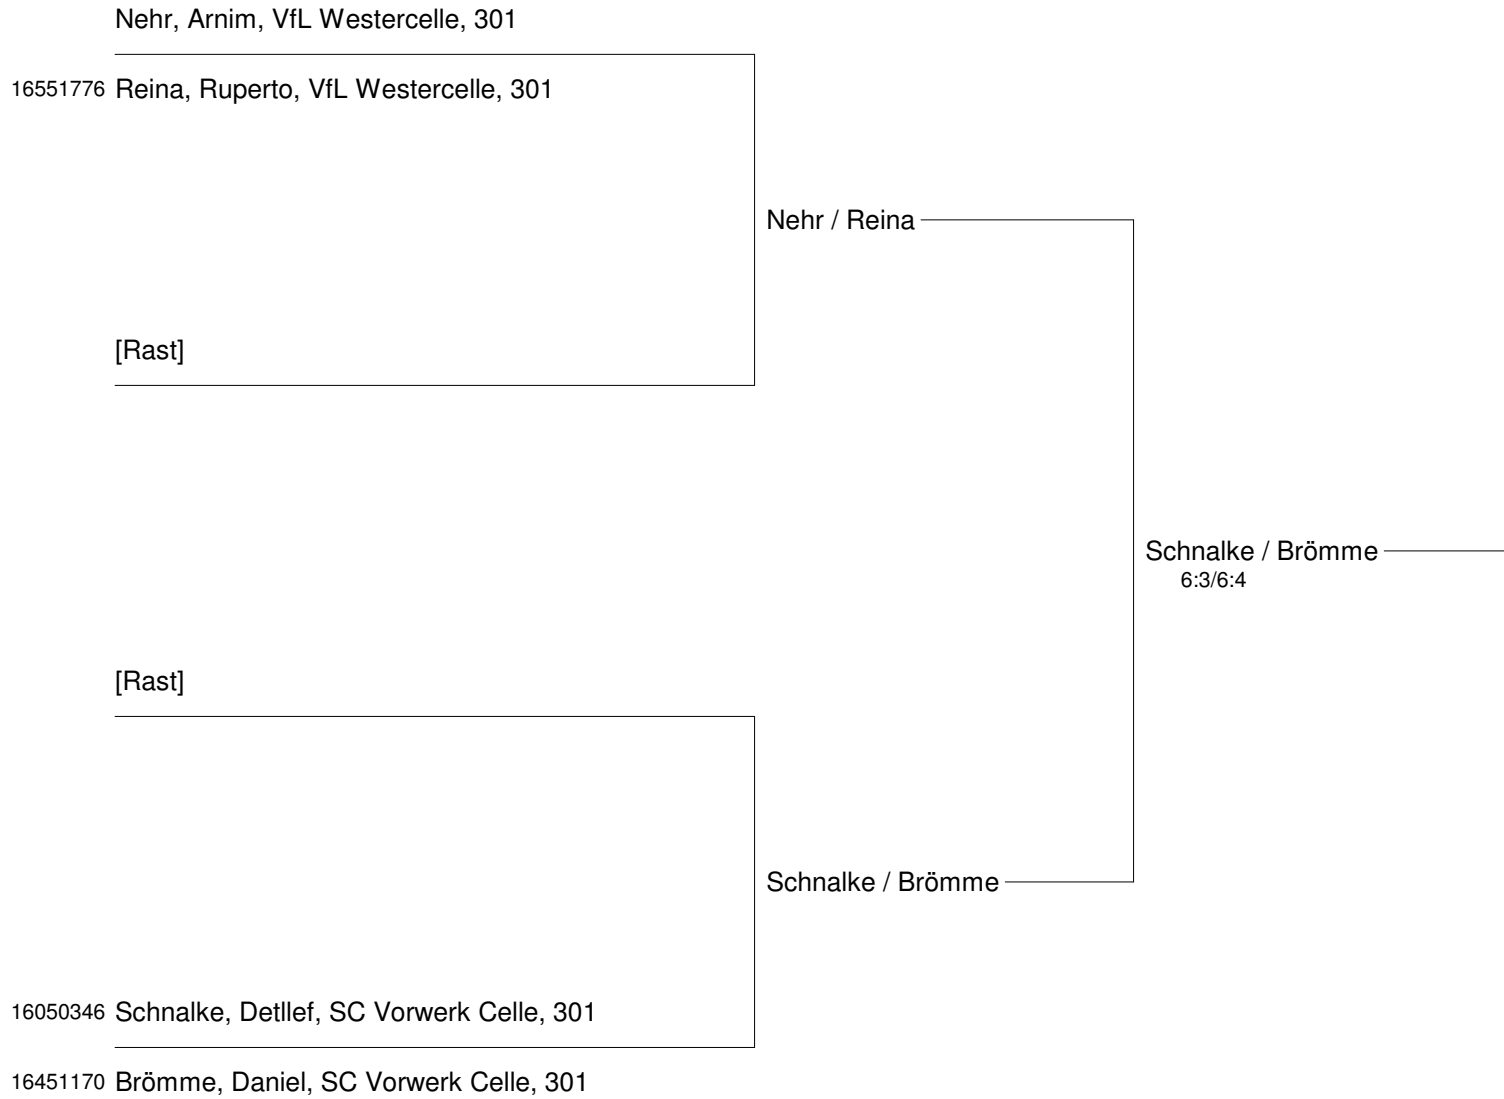 Nehr, Arnim, VfL Westercelle, 301
16551776 Reina, Ruperto, VfL Westercelle, 301
Nehr / Reina
[Rast]
Schnalke / Brömme
6:3/6:4
[Rast]
Schnalke / Brömme
16050346 Schnalke, Detllef, SC Vorwerk Celle, 301
16451170 Brömme, Daniel, SC Vorwerk Celle, 301